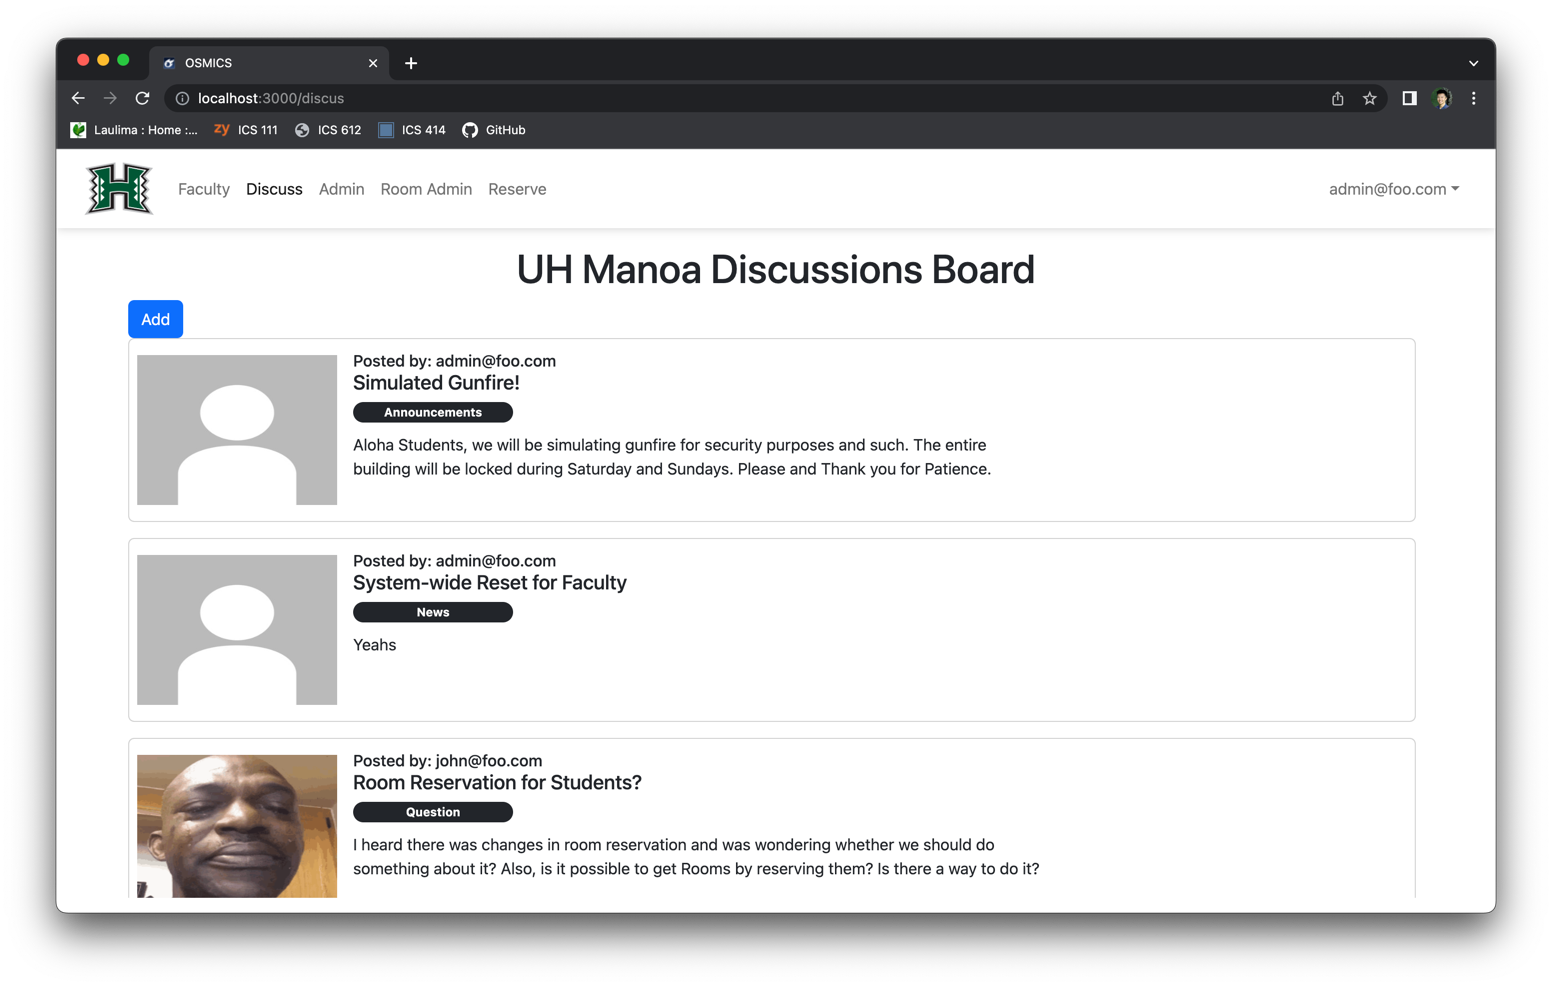 OSMICS
localhost:3000/discus
Laulima : Home :...
zy ICS 111
ICS 612
ICS 414
GitHub
H
Faculty
Discuss
Admin
Room Admin
Reserve
admin@foo.com
UH Manoa Discussions Board
Add
Posted by: admin@foo.com
Simulated Gunfire!
Announcements
Aloha Students, we will be simulating gunfire for security purposes and such. The entire
building will be locked during Saturday and Sundays. Please and Thank you for Patience.
Posted by: admin@foo.com
System-wide Reset for Faculty
News
Yeahs
Posted by: john@foo.com
Room Reservation for Students?
Question
I heard there was changes in room reservation and was wondering whether we should do
something about it? Also, is it possible to get Rooms by reserving them? Is there a way to do it?